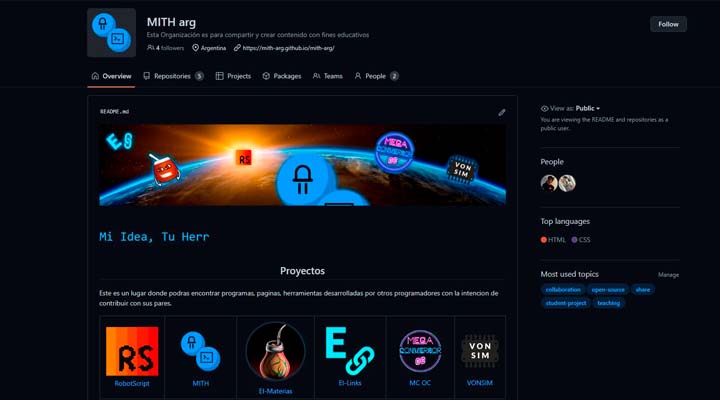 MITH arg
Follow
Esta Organización es para compartir y crear contenido con fines educativos
4 followers Argentina https://mith-arg.github.io/mith-arg/
Overview Repositories 5 Projects Packages Teams People 2
README.md
View as: Public
You are viewing the README and repositories as a
public user.
E
RS
MEGA
CONVERSOR
OC
VON
SIM
People
Mi Idea, Tu Herr
Top languages
HTML CSS
Proyectos
Most used topics Manage
collaboration open-source share
student-project teaching
Este es un lugar donde podras encontrar programas, paginas, herramientas desarrolladas por otros programadores con la intencion de
contribuir con sus pares.
RS
E
MEGA
CONVERSOR
OC
VON
SIM
RobotScript MITH EI-Materias EI-Links MC OC VONSIM